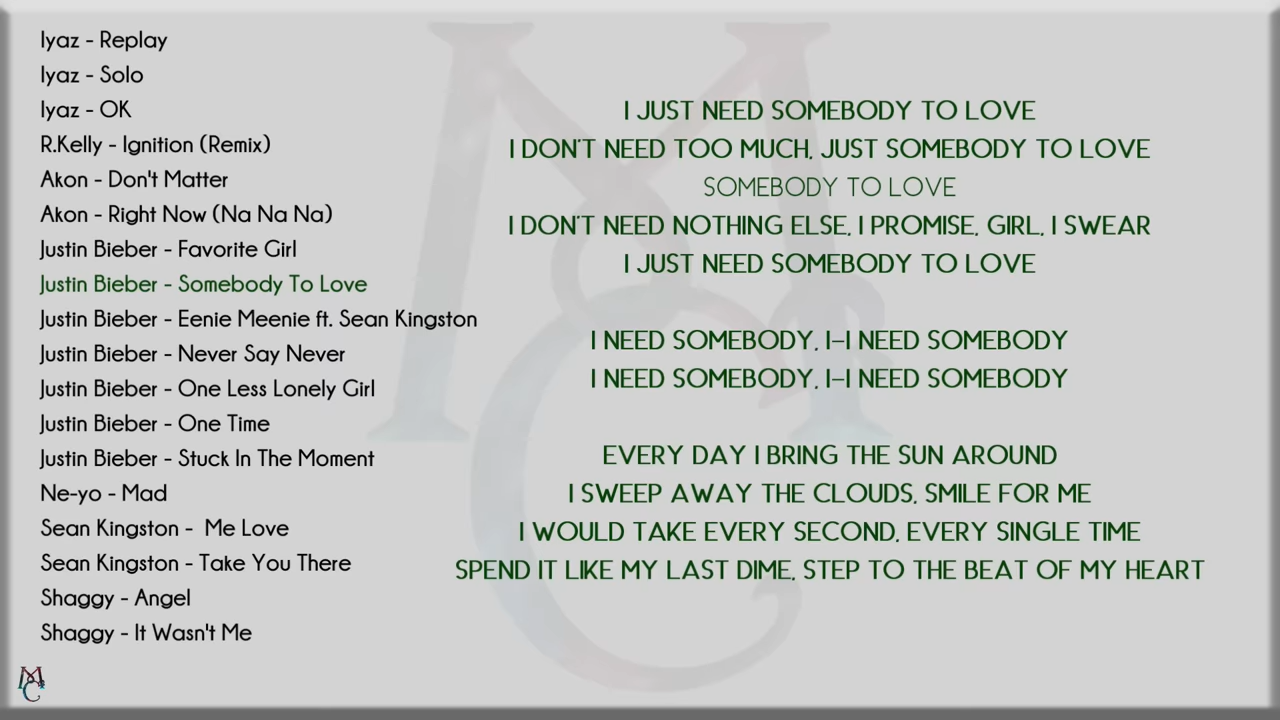 Iyaz - Replay
Iyaz - Solo
Iyaz - OK
R.Kelly - Ignition (Remix)
Akon - Don't Matter
Akon - Right Now (Na Na Na)
Justin Bieber - Favorite Girl
Justin Bieber - Somebody To Love
Justin Bieber - Eenie Meenie ft. Sean Kingston
Justin Bieber - Never Say Never
Justin Bieber - One Less Lonely Girl
Justin Bieber - One Time
Justin Bieber - Stuck In The Moment
Ne-yo - Mad
Sean Kingston -  Me Love
Sean Kingston - Take You There
Shaggy - Angel
Shaggy - It Wasn't Me
I JUST NEED SOMEBODY TO LOVE
I DON'T NEED TOO MUCH, JUST SOMEBODY TO LOVE
SOMEBODY TO LOVE
I DON'T NEED NOTHING ELSE, I PROMISE, GIRL, I SWEAR
I JUST NEED SOMEBODY TO LOVE
I NEED SOMEBODY, I-I NEED SOMEBODY
I NEED SOMEBODY, I-I NEED SOMEBODY
EVERY DAY I BRING THE SUN AROUND
I SWEEP AWAY THE CLOUDS, SMILE FOR ME
I WOULD TAKE EVERY SECOND, EVERY SINGLE TIME
SPEND IT LIKE MY LAST DIME, STEP TO THE BEAT OF MY HEART
MC